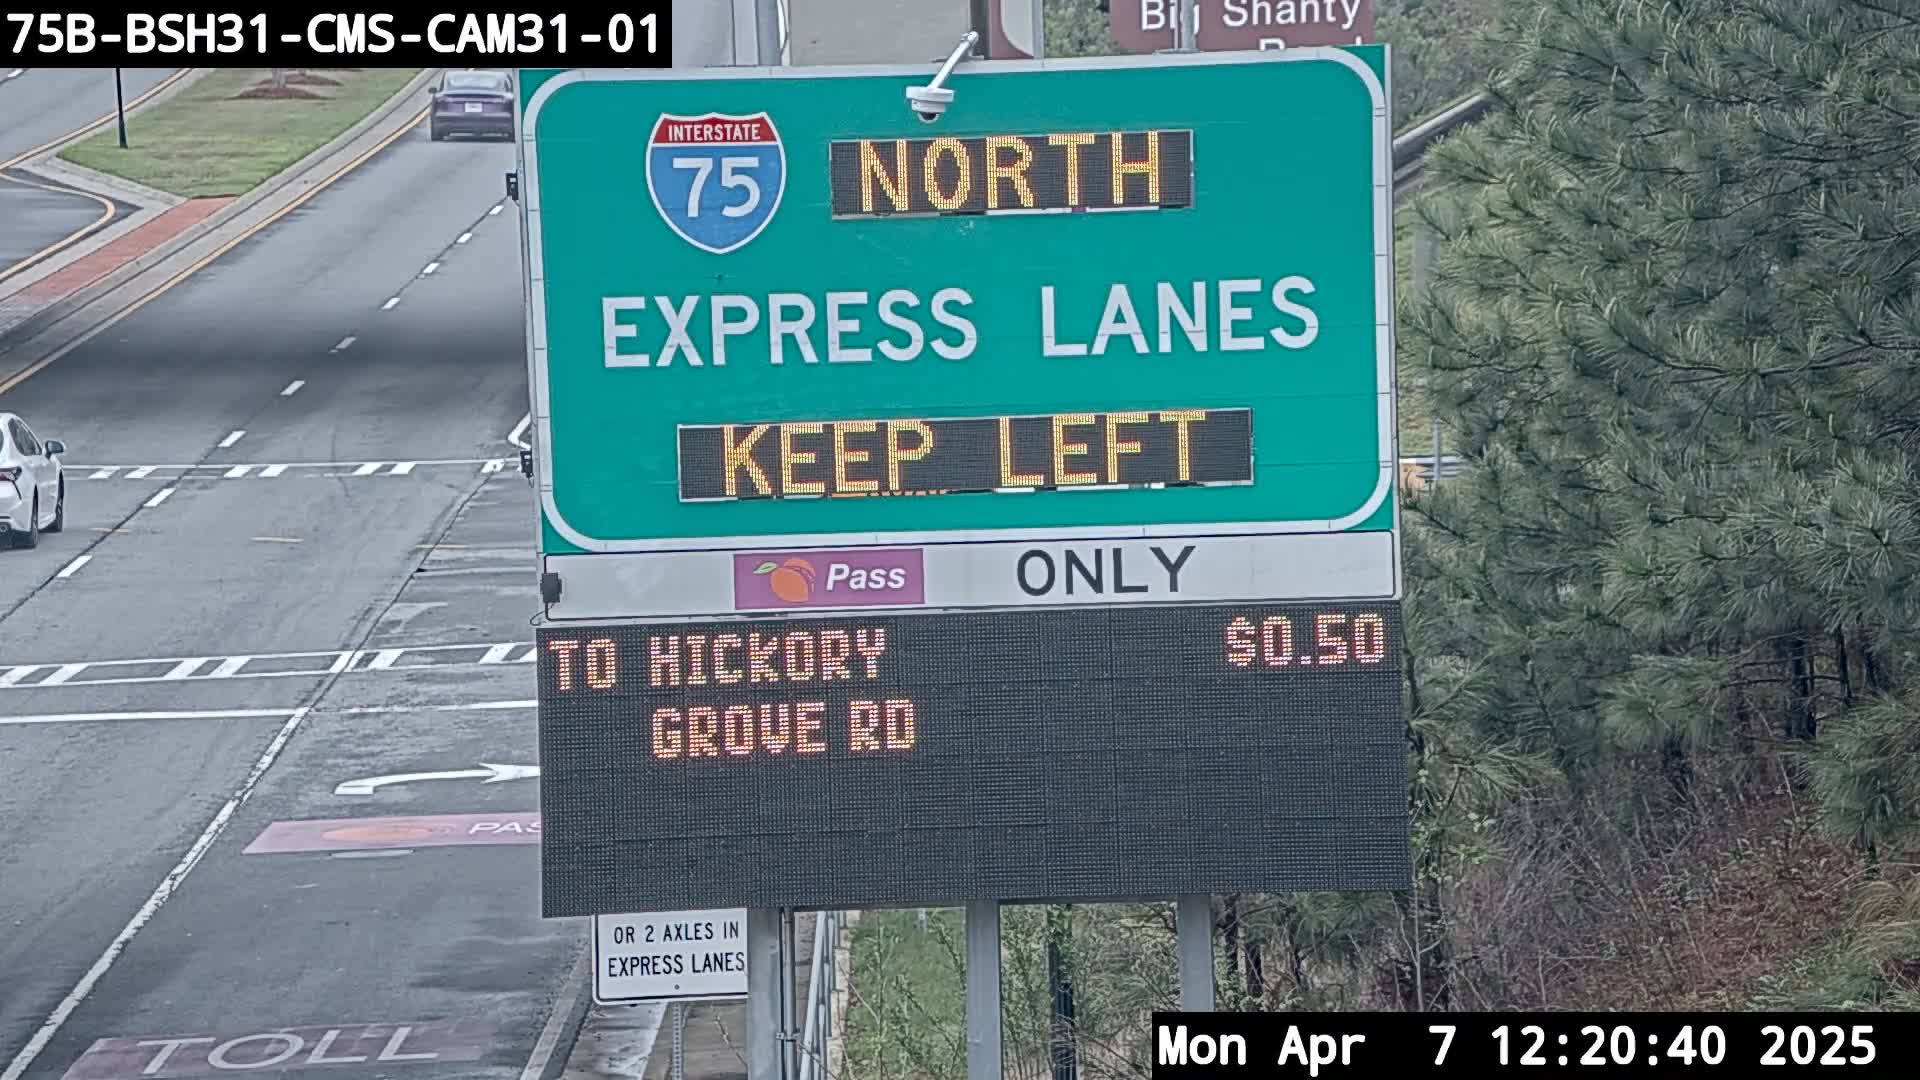 75B-BSH31-CMS-CAM31-01
Big Shanty
INTERSTATE
75
NORTH
EXPRESS LANES
KEEP LEFT
Pass ONLY
TO HICKORY $0.50
GROVE RD
OR 2 AXLES IN
EXPRESS LANES
TOLL
Mon Apr 7 12:20:40 2025